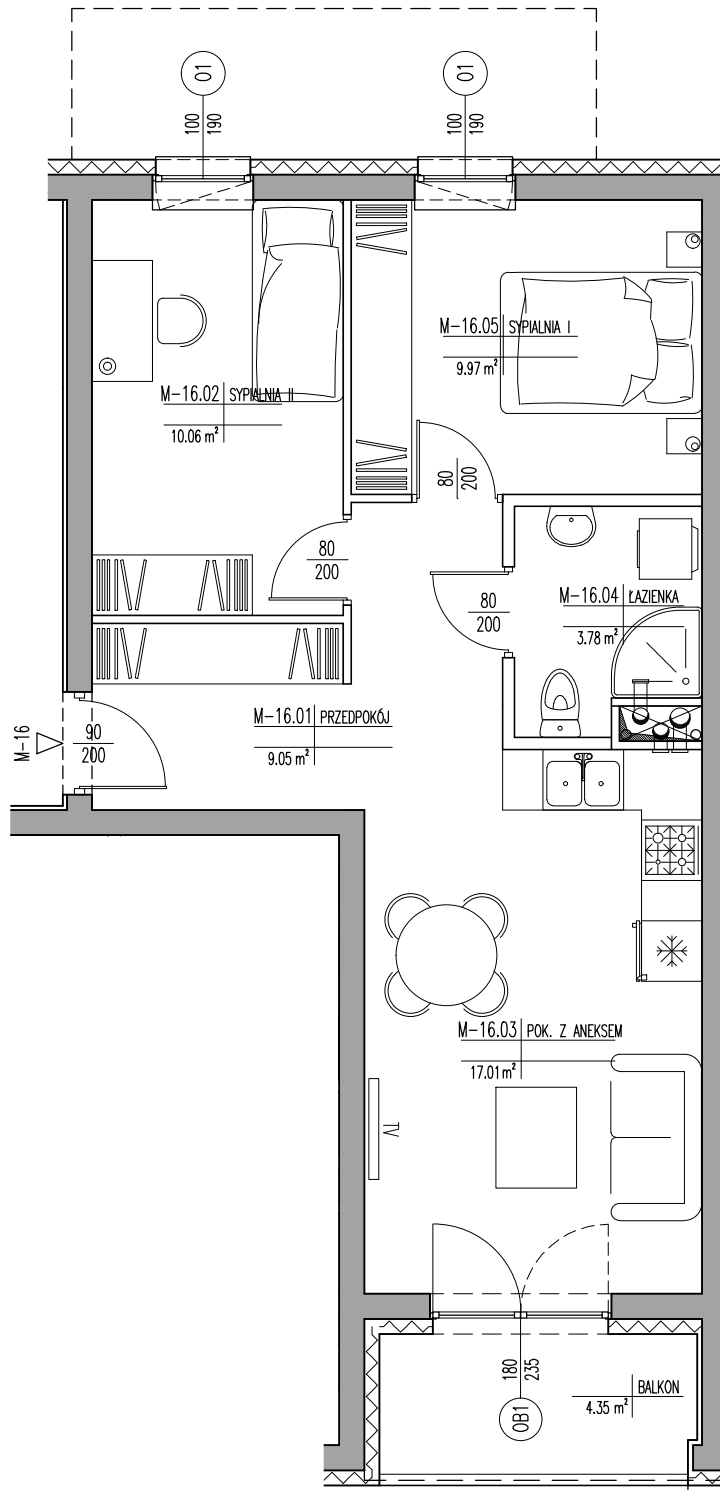 O1
O1
100
190
100
190
M-16.05 SYPIALNIA I
9.97 m²
M-16.02 SYPIALNIA II
10.06 m²
80
200
80
200
80
200
M-16.04 ŁAZIENKA
3.78 m²
M-16.01 PRZEDPOKÓJ
9.05 m²
M-16
90
200
M-16.03 POK. Z ANEKSEM
17.01 m²
TV
180
235
OB1
BALKON
4.35 m²